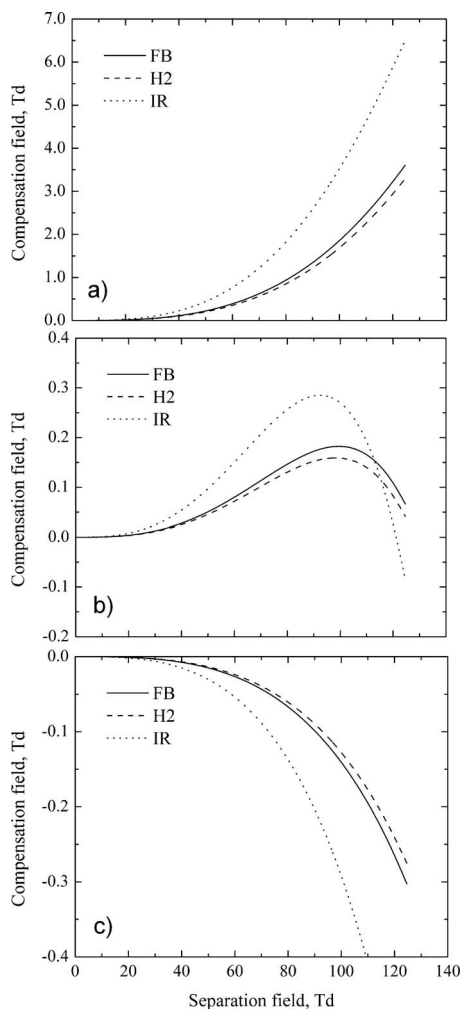 7.0
6.0
5.0
4.0
3.0
2.0
1.0
0.0
Compensation field, Td
FB
H2
IR
a)
0.4
0.3
0.2
0.1
0.0
-0.1
-0.2
Compensation field, Td
FB
H2
IR
b)
0.0
-0.1
-0.2
-0.3
-0.4
Compensation field, Td
FB
H2
IR
c)
0 20 40 60 80 100 120 140
Separation field, Td